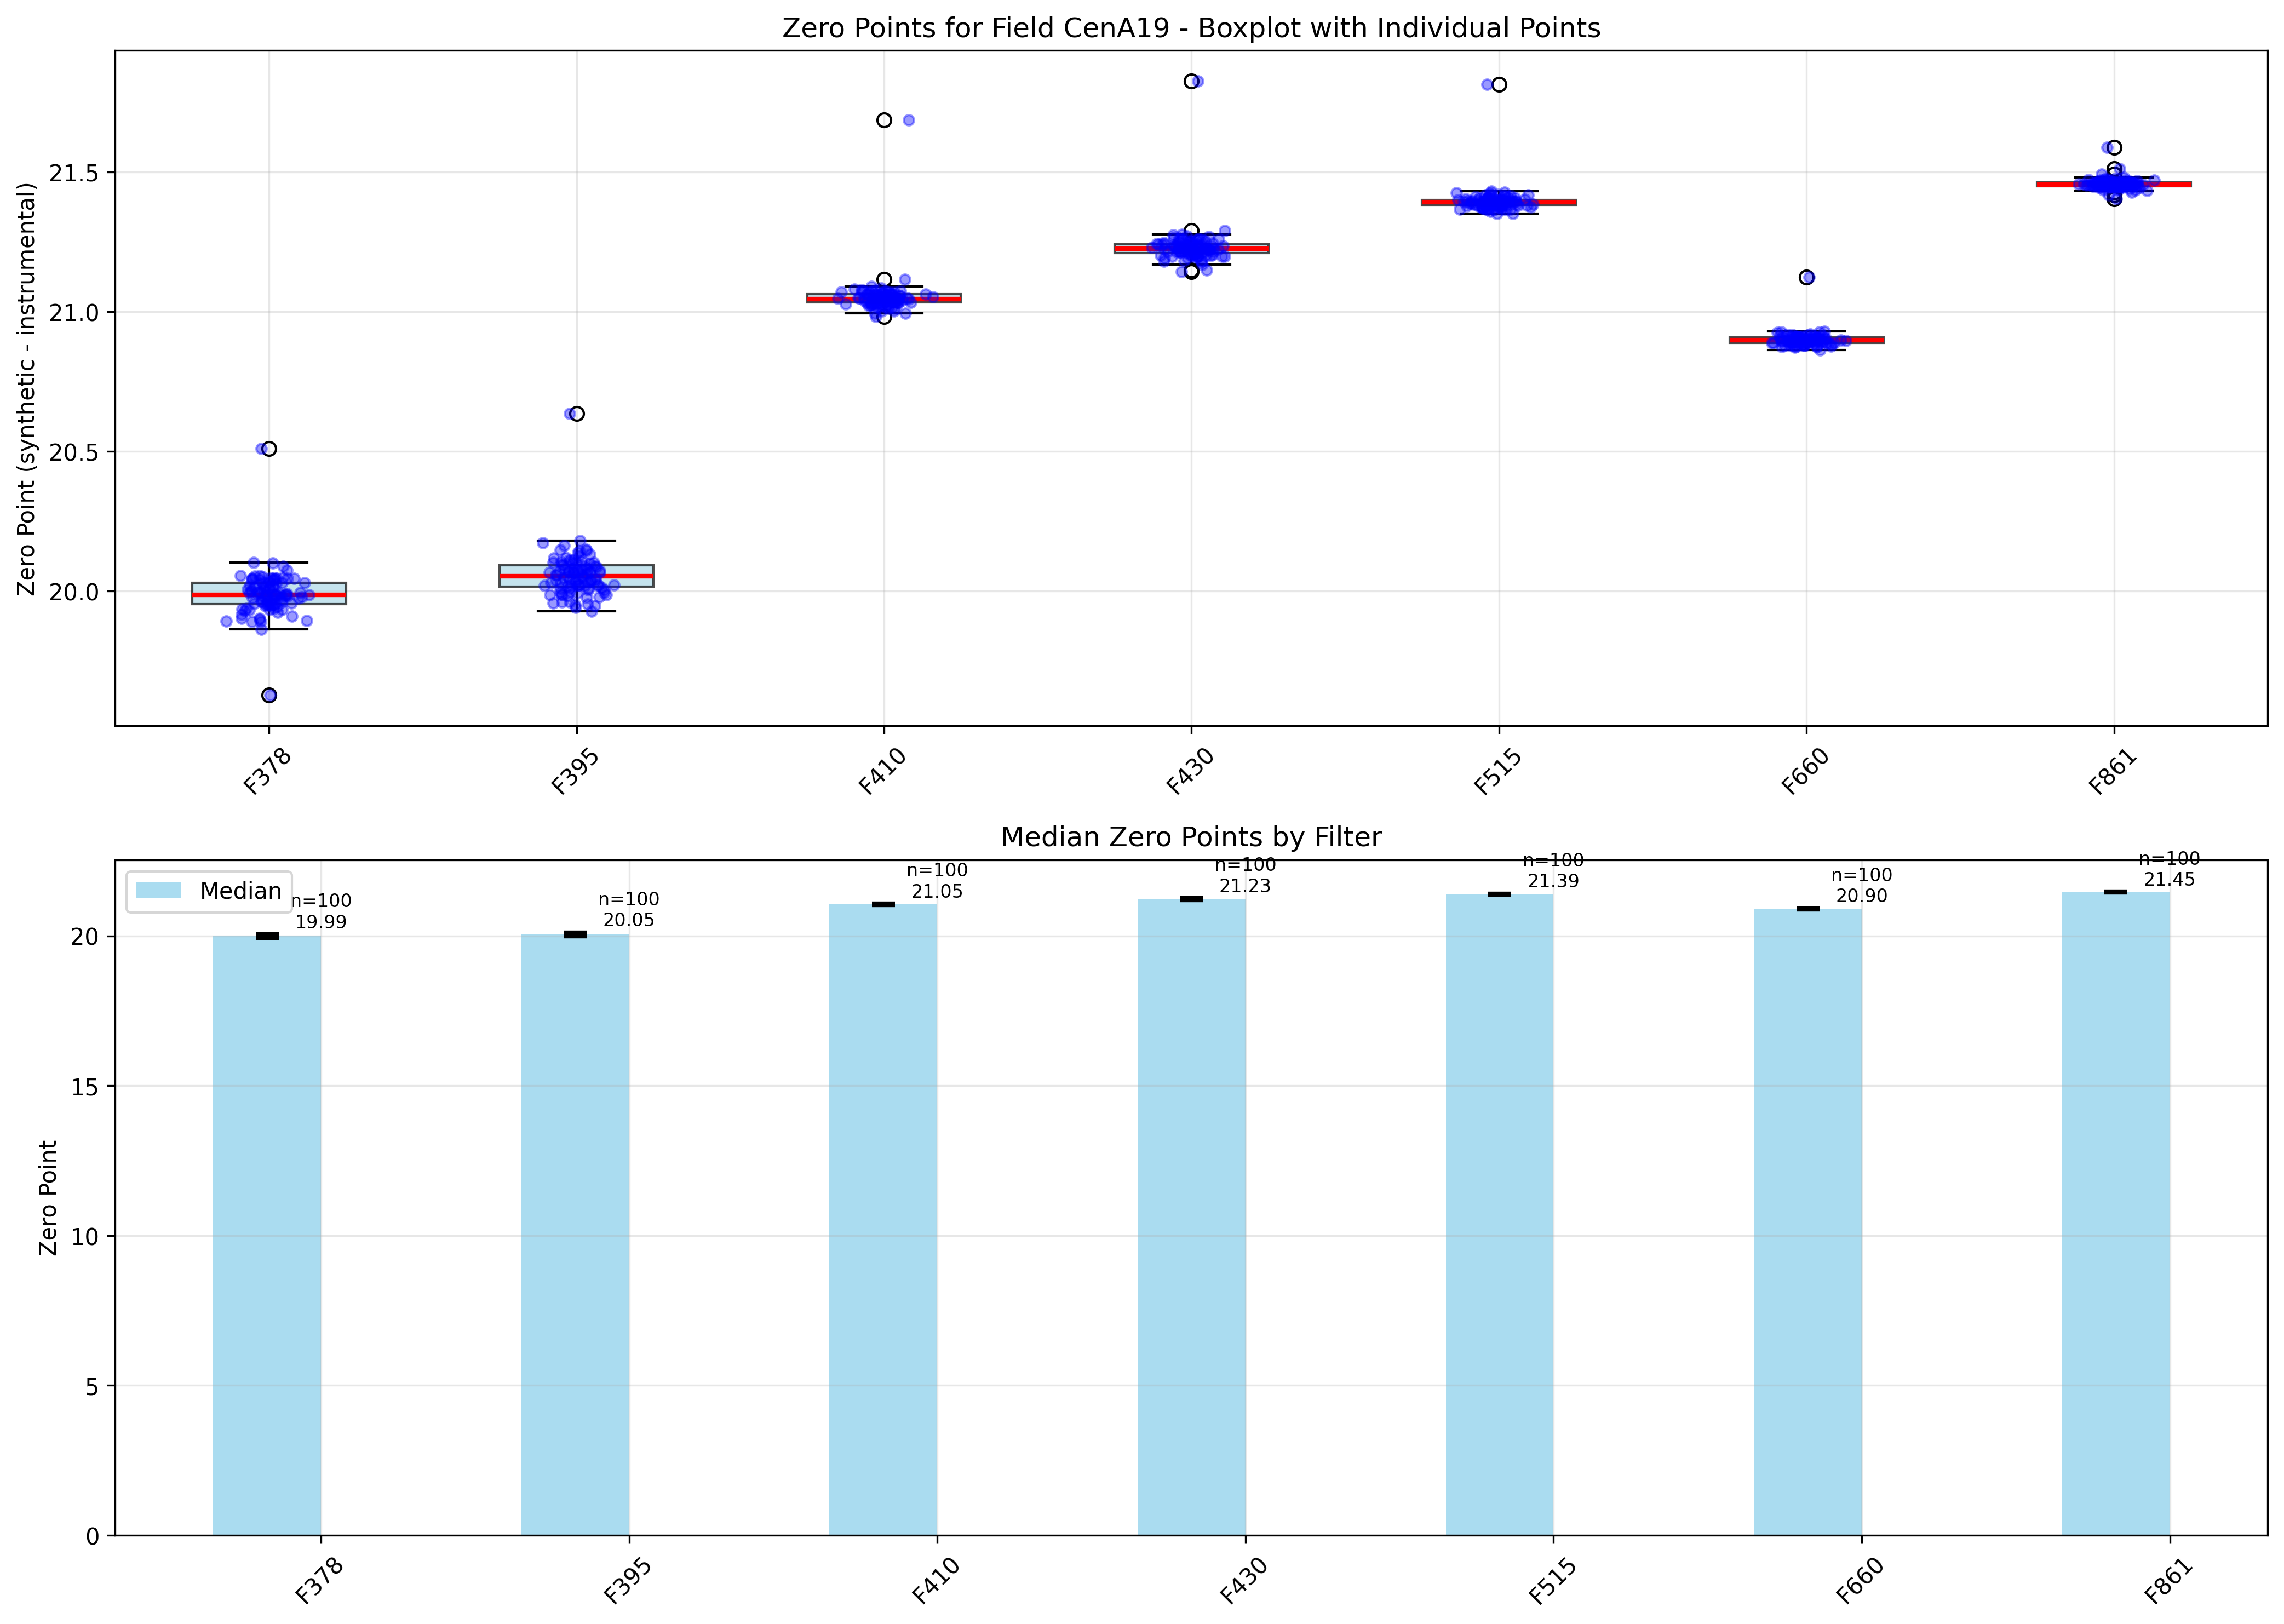 Zero Points for Field CenA19 - Boxplot with Individual Points
Zero Point (synthetic - instrumental)
21.5
21.0
20.5
20.0
F378
F395
F410
F430
F515
F660
F861
Median Zero Points by Filter
Median
Zero Point
20
15
10
5
0
n=100
19.99
n=100
20.05
n=100
21.05
n=100
21.23
n=100
21.39
n=100
20.90
n=100
21.45
F378
F395
F410
F430
F515
F660
F861